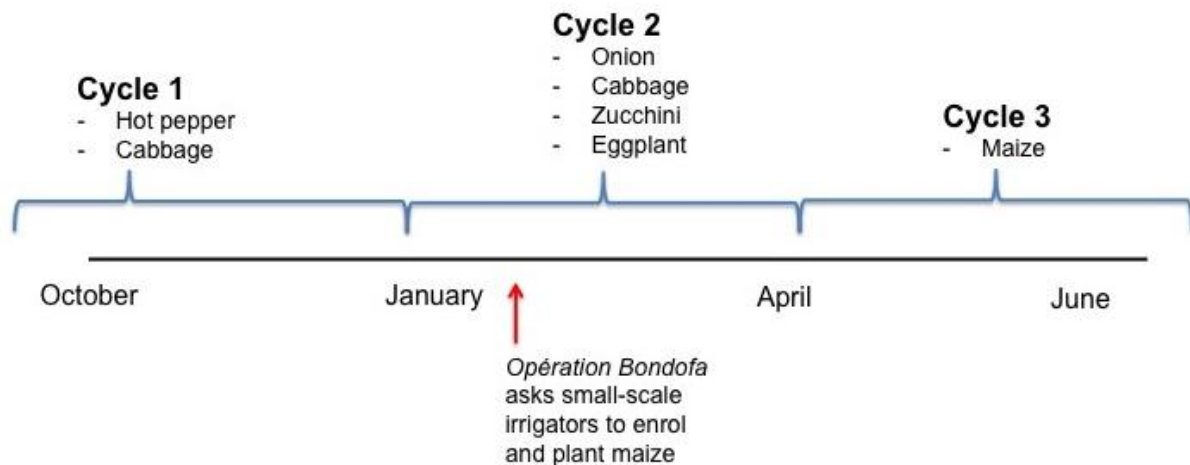 Cycle 1
- Hot pepper
- Cabbage
Cycle 2
- Onion
- Cabbage
- Zucchini
- Eggplant
Cycle 3
- Maize
October
January
April
June
Opération Bondofa
asks small-scale
irrigators to enrol
and plant maize